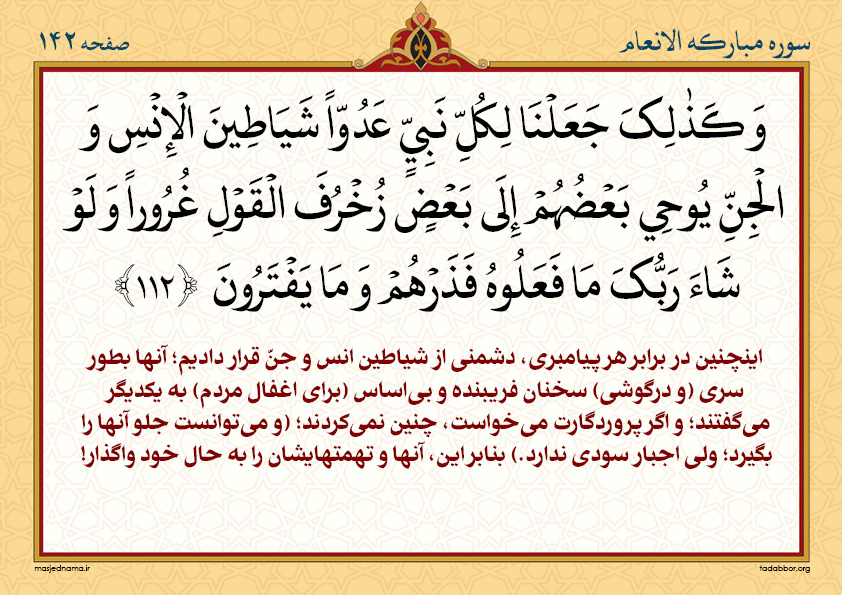 سوره مبارکه الانعام
صفحه ۱۴۲
وَ كَذٰلِكَ جَعَلْنَا لِكُلِّ نَبِيٍّ عَدُوّاً شَيَاطِينَ الْإِنْسِ وَ
الْجِنِّ يُوحِي بَعْضُهُمْ إِلَى بَعْضٍ زُخْرُفَ الْقَوْلِ غُرُوراً وَ لَوْ
شَاءَ رَبُّكَ مَا فَعَلُوهُ فَذَرْهُمْ وَ مَا يَفْتَرُونَ ﴿۱۱۲﴾
اینچنین در برابر هر پیامبری، دشمنی از شیاطین انس و جنّ قرار دادیم؛ آنها بطور
سری (و درگوشی) سخنان فریبنده و بی‌اساس (برای اغفال مردم) به یکدیگر
می‌گفتند؛ و اگر پروردگارت می‌خواست، چنین نمی‌کردند؛ (و می‌توانست جلو آنها را
بگیرد؛ ولی اجبار سودی ندارد.) بنابر این، آنها و تهمتهایشان را به حال خود واگذار!
masjednama.ir
tadabbor.org